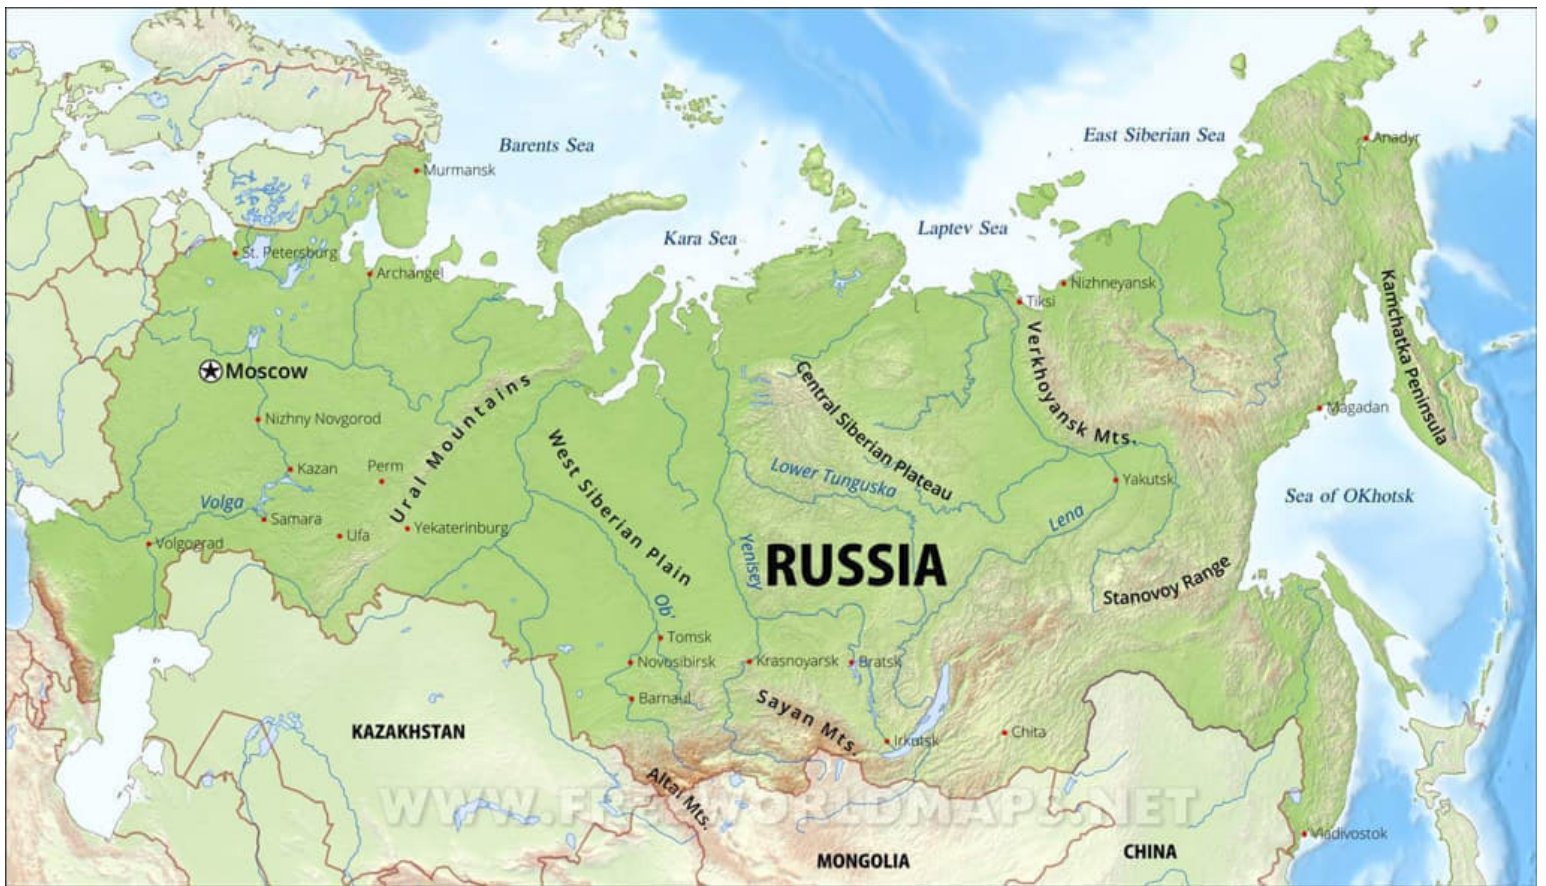 Barents Sea
East Siberian Sea
Anadyr
Murmansk
Laptev Sea
Kara Sea
St. Petersburg
Archangel
Nizhneyansk
Tiksi
Kamchatka Peninsula
Verkhoyansk Mts.
Moscow
Ural Mountains
Central Siberian Plateau
Magadan
Nizhny Novgorod
West Siberian Plain
Kazan
Perm
Lower Tunguska
Yakutsk
Sea of OKhotsk
Volga
Samara
Lena
Yekaterinburg
Ufa
Volgograd
Yenisey
RUSSIA
Stanovoy Range
Ob'
Tomsk
Novosibirsk
Krasnoyarsk
Bratsk
Barnaul
Sayan Mts.
KAZAKHSTAN
Irkutsk
Chita
Altai Mts.
WWW.FREEWORLDMAPS.NET
Vladivostok
MONGOLIA
CHINA